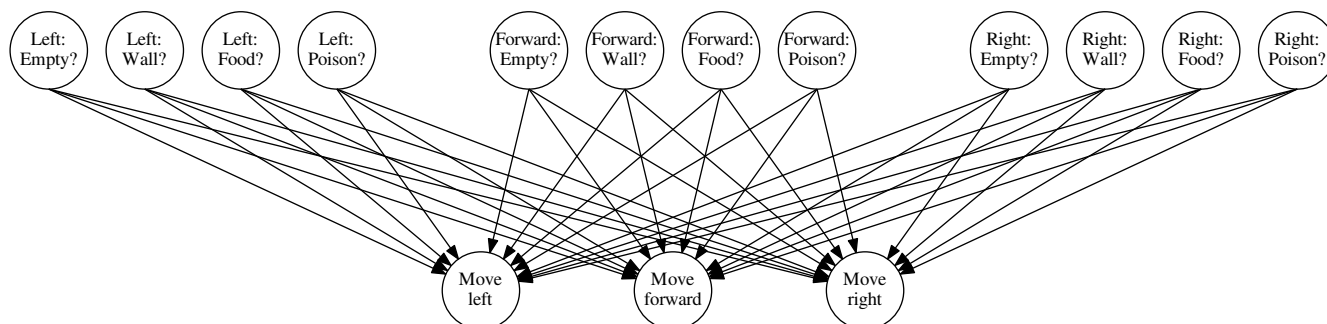 Left:
Empty?
Left:
Wall?
Left:
Food?
Left:
Poison?
Forward:
Empty?
Forward:
Wall?
Forward:
Food?
Forward:
Poison?
Right:
Empty?
Right:
Wall?
Right:
Food?
Right:
Poison?
Move
left
Move
forward
Move
right